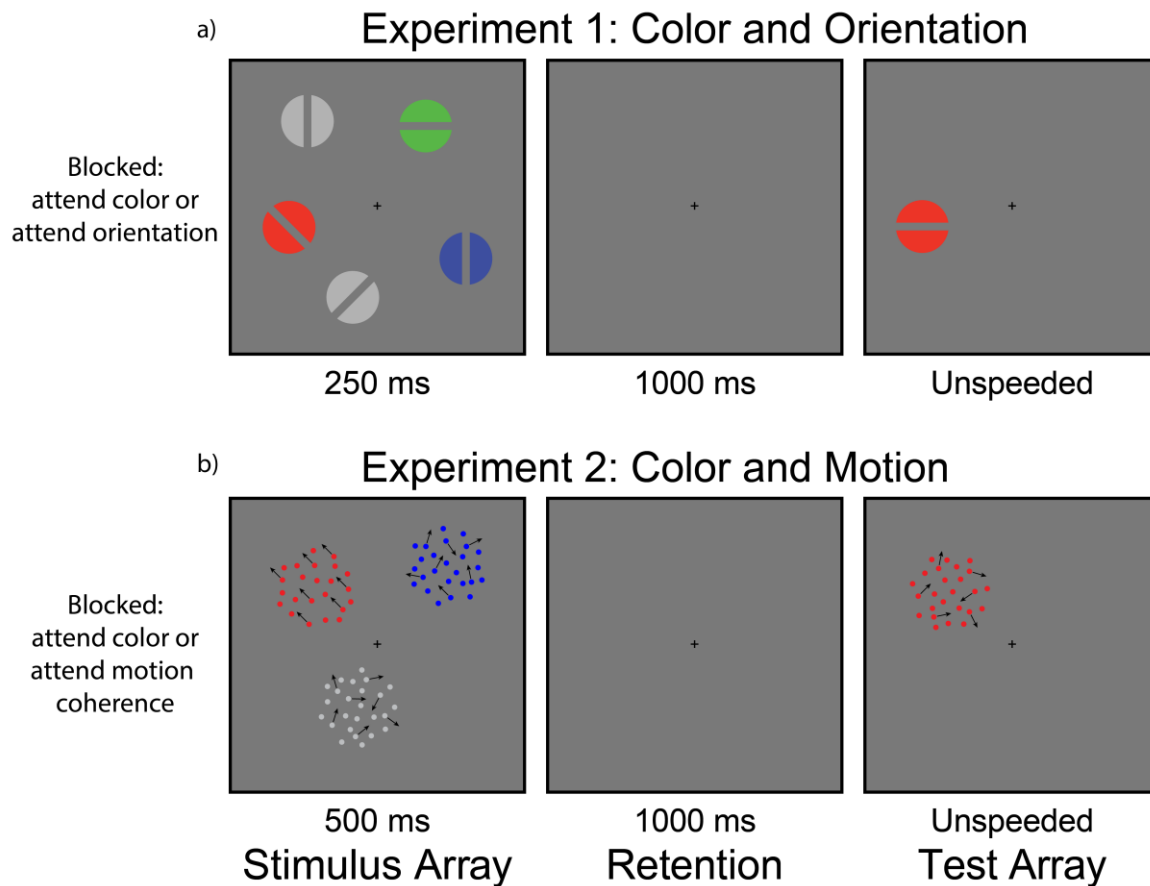 a)
Experiment 1: Color and Orientation
Blocked:
attend color or
attend orientation
250 ms
1000 ms
Unspeeded
b)
Experiment 2: Color and Motion
Blocked:
attend color or
attend motion
coherence
500 ms
1000 ms
Unspeeded
Stimulus Array
Retention
Test Array